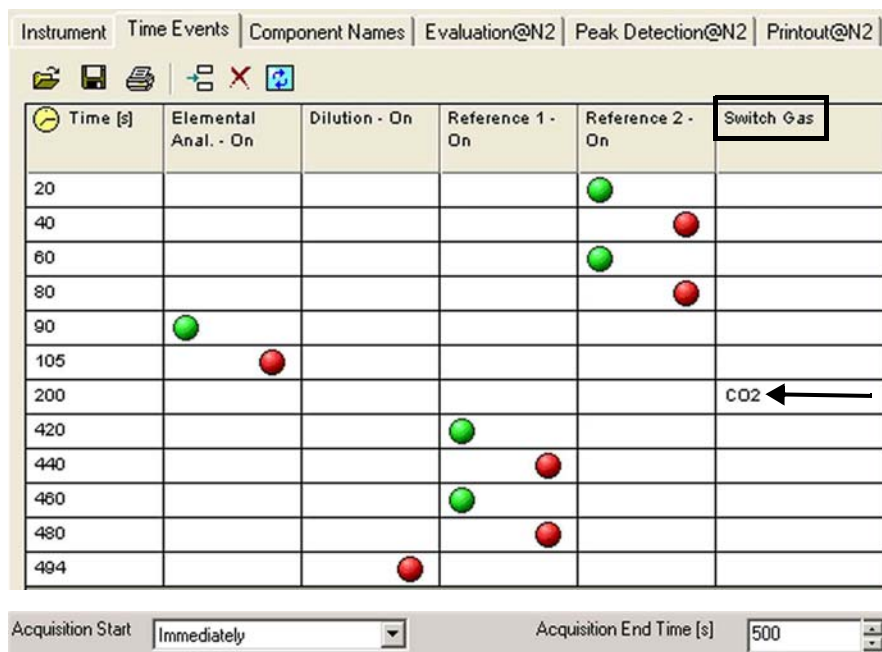 Instrument Time Events Component Names Evaluation@N2 Peak Detection@N2 Printout@N2
Time [s] Elemental Anal. - On Dilution - On Reference 1 - On Reference 2 - On Switch Gas
20
40
60
80
90
105
200 CO2
420
440
460
480
494
Acquisition Start Immediately Acquisition End Time [s] 500